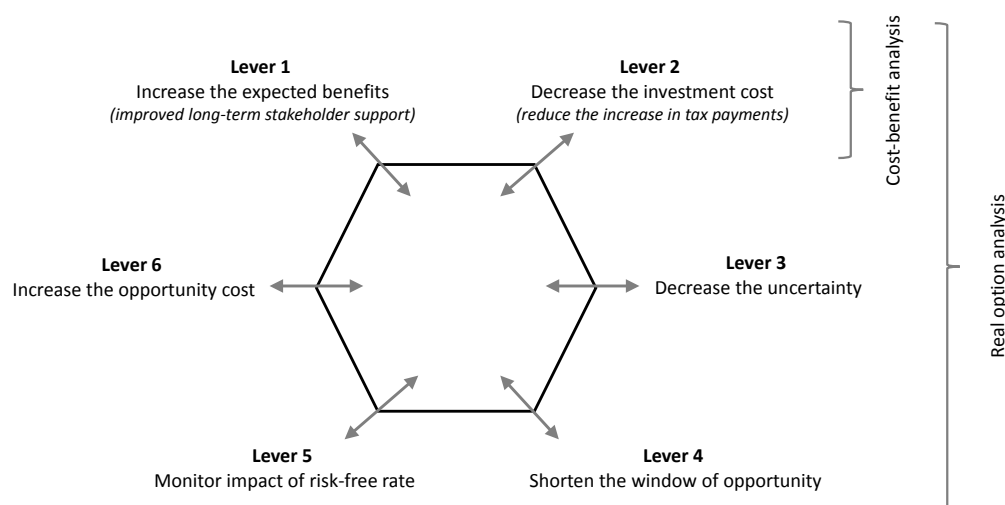 Lever 1
Increase the expected benefits
(improved long-term stakeholder support)
Lever 2
Decrease the investment cost
(reduce the increase in tax payments)
Cost-benefit analysis
Lever 6
Increase the opportunity cost
Lever 3
Decrease the uncertainty
Real option analysis
Lever 5
Monitor impact of risk-free rate
Lever 4
Shorten the window of opportunity